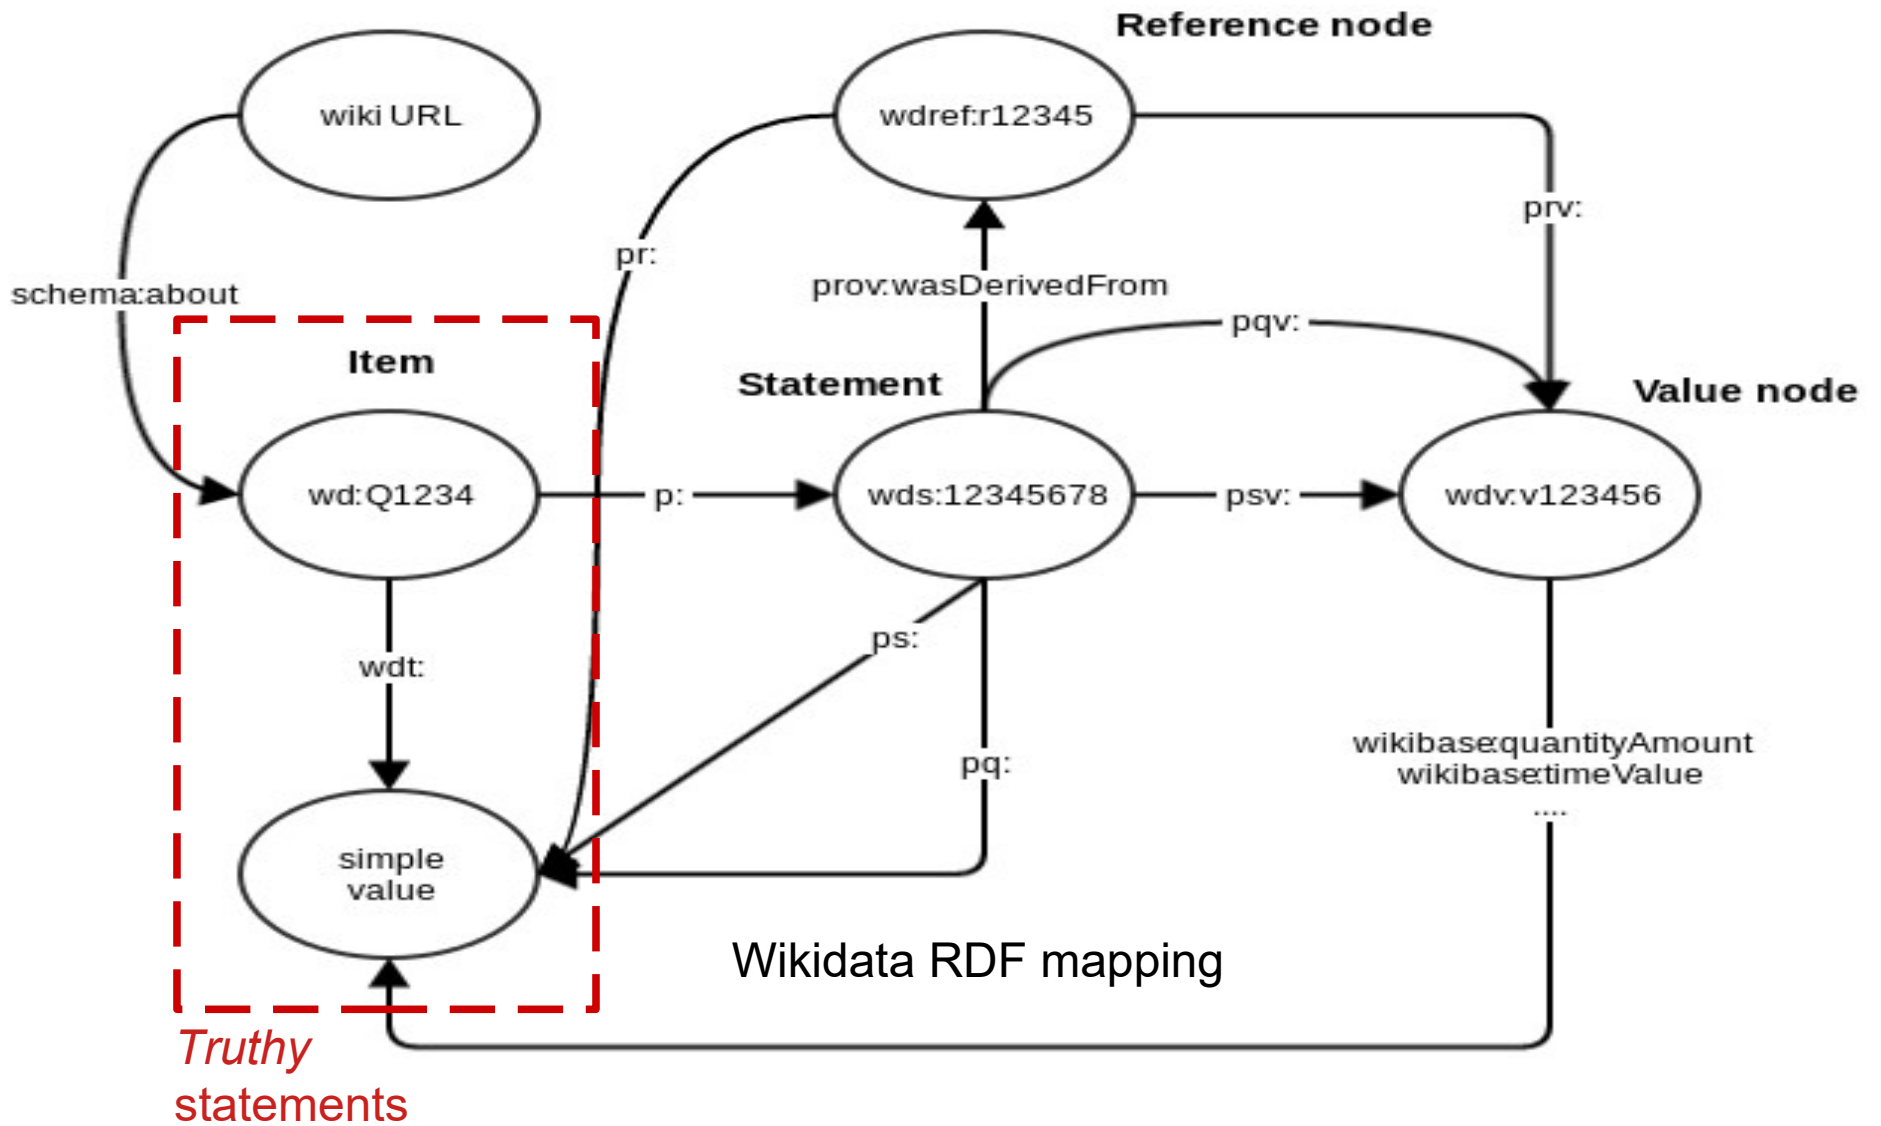 Reference node
wiki URL
wdref:r12345
prv:
pr:
prov:wasDerivedFrom
schema:about
pqv:
Item
Statement
Value node
wd:Q1234
p:
wds:12345678
psv:
wdv:v123456
ps:
wdt:
pq:
wikibase:quantityAmount
wikibase:timeValue
....
simple
value
Wikidata RDF mapping
Truthy
statements